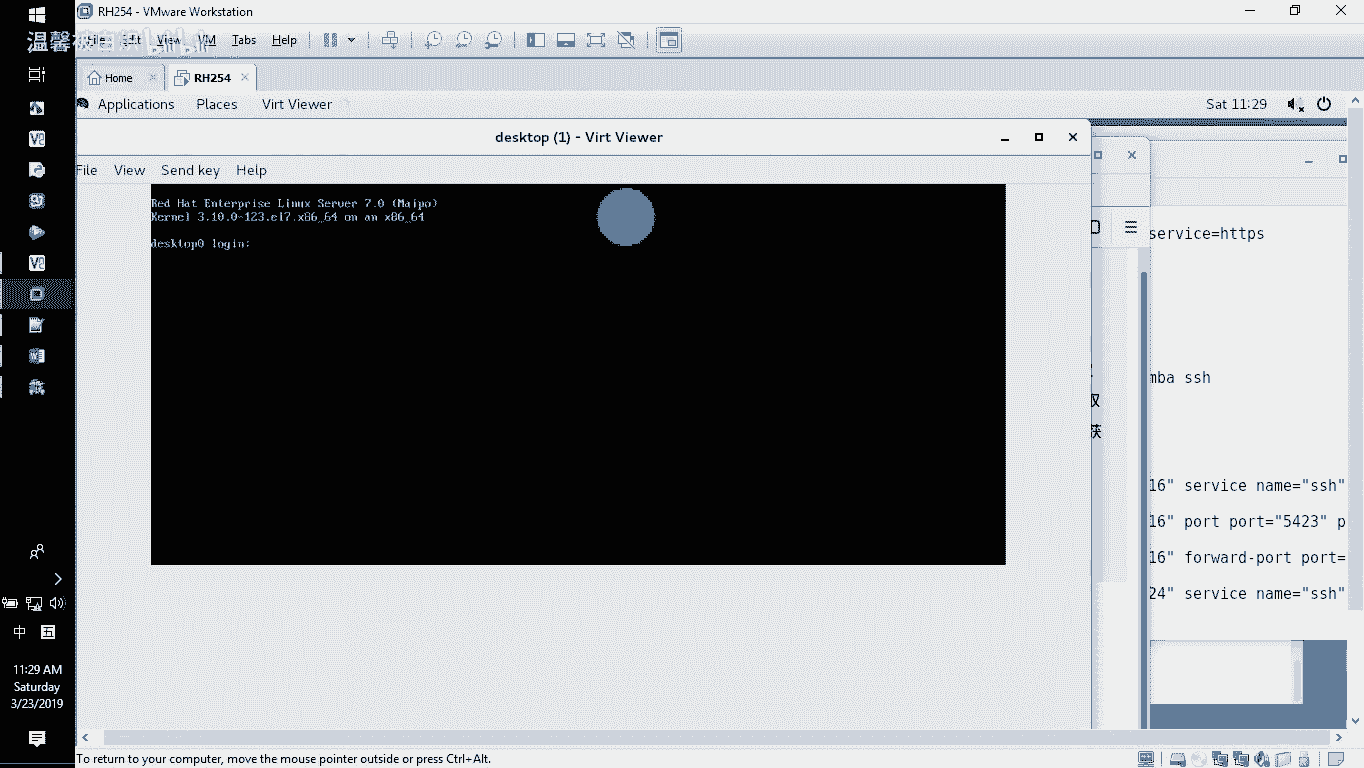 RH254 - VMware Workstation
File Edit View VM Tabs Help
Home
RH254
Applications Places Virt Viewer
Sat 11:29
desktop (1) - Virt Viewer
File View Send key Help
Red Hat Enterprise Linux Server 7.0 (Maipo)
Kernel 3.10.0-123.el7.x86_64 on an x86_64
desktop0 login:
service=https
mba ssh
取
获
16" service name="ssh"
16" port port="5423" p
16" forward-port port=
24" service name="ssh"
中
五
11:29 AM
Saturday
3/23/2019
To return to your computer, move the mouse pointer outside or press Ctrl+Alt.